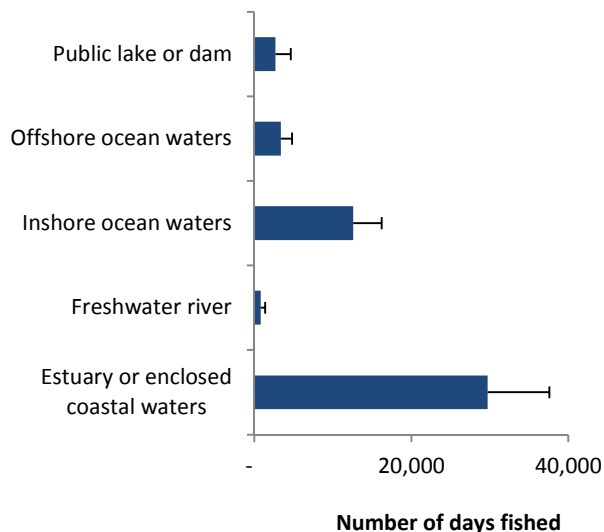 Public lake or dam
Offshore ocean waters
Inshore ocean waters
Freshwater river
Estuary or enclosed
coastal waters
- 20,000 40,000
Number of days fished